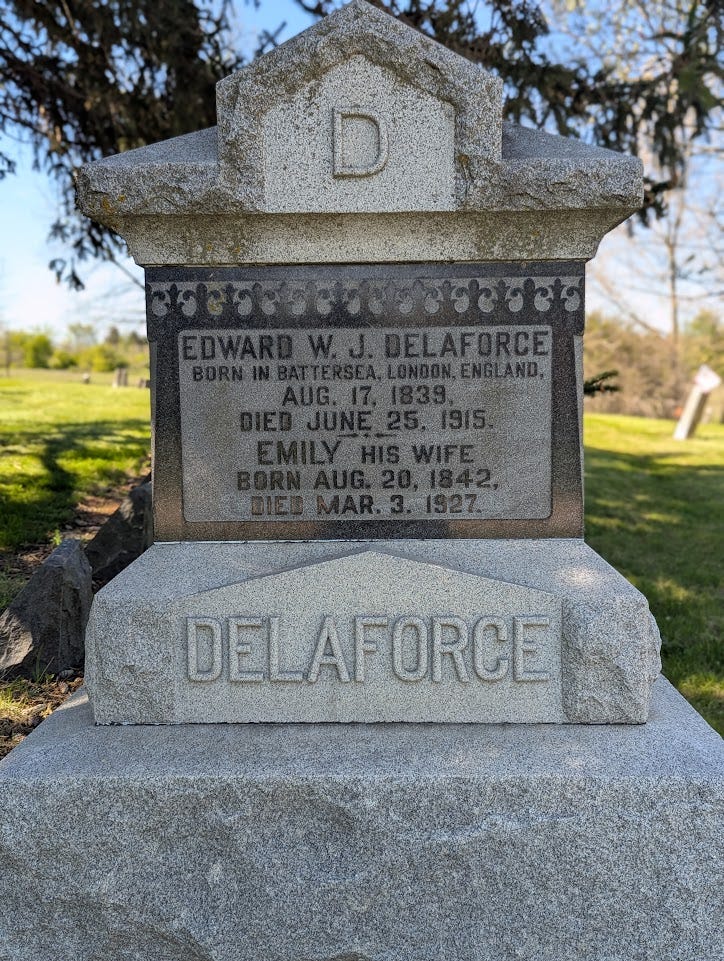 D
EDWARD W. J. DELAFORCE
BORN IN BATTERSEA, LONDON, ENGLAND,
AUG. 17, 1839,
DIED JUNE 25, 1915.
EMILY HIS WIFE
BORN AUG. 20, 1842,
DIED MAR. 3, 1927.
DELAFORCE